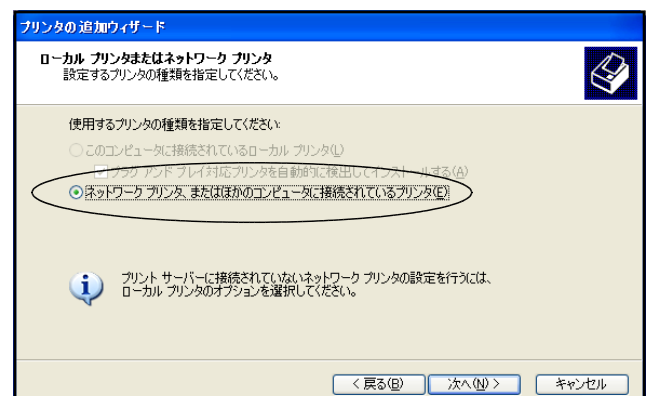 プリンタの追加ウィザード
ローカル プリンタまたはネットワーク プリンタ
設定するプリンタの種類を指定してください。
使用するプリンタの種類を指定してください:
このコンピュータに接続されているローカル プリンタ(L)
プラグ アンド プレイ対応プリンタを自動的に検出してインストールする(A)
ネットワーク プリンタ、またはほかのコンピュータに接続されているプリンタ(E)
プリント サーバーに接続されていないネットワーク プリンタの設定を行うには、
ローカル プリンタのオプションを選択してください。
< 戻る(B) 次へ(N) > キャンセル